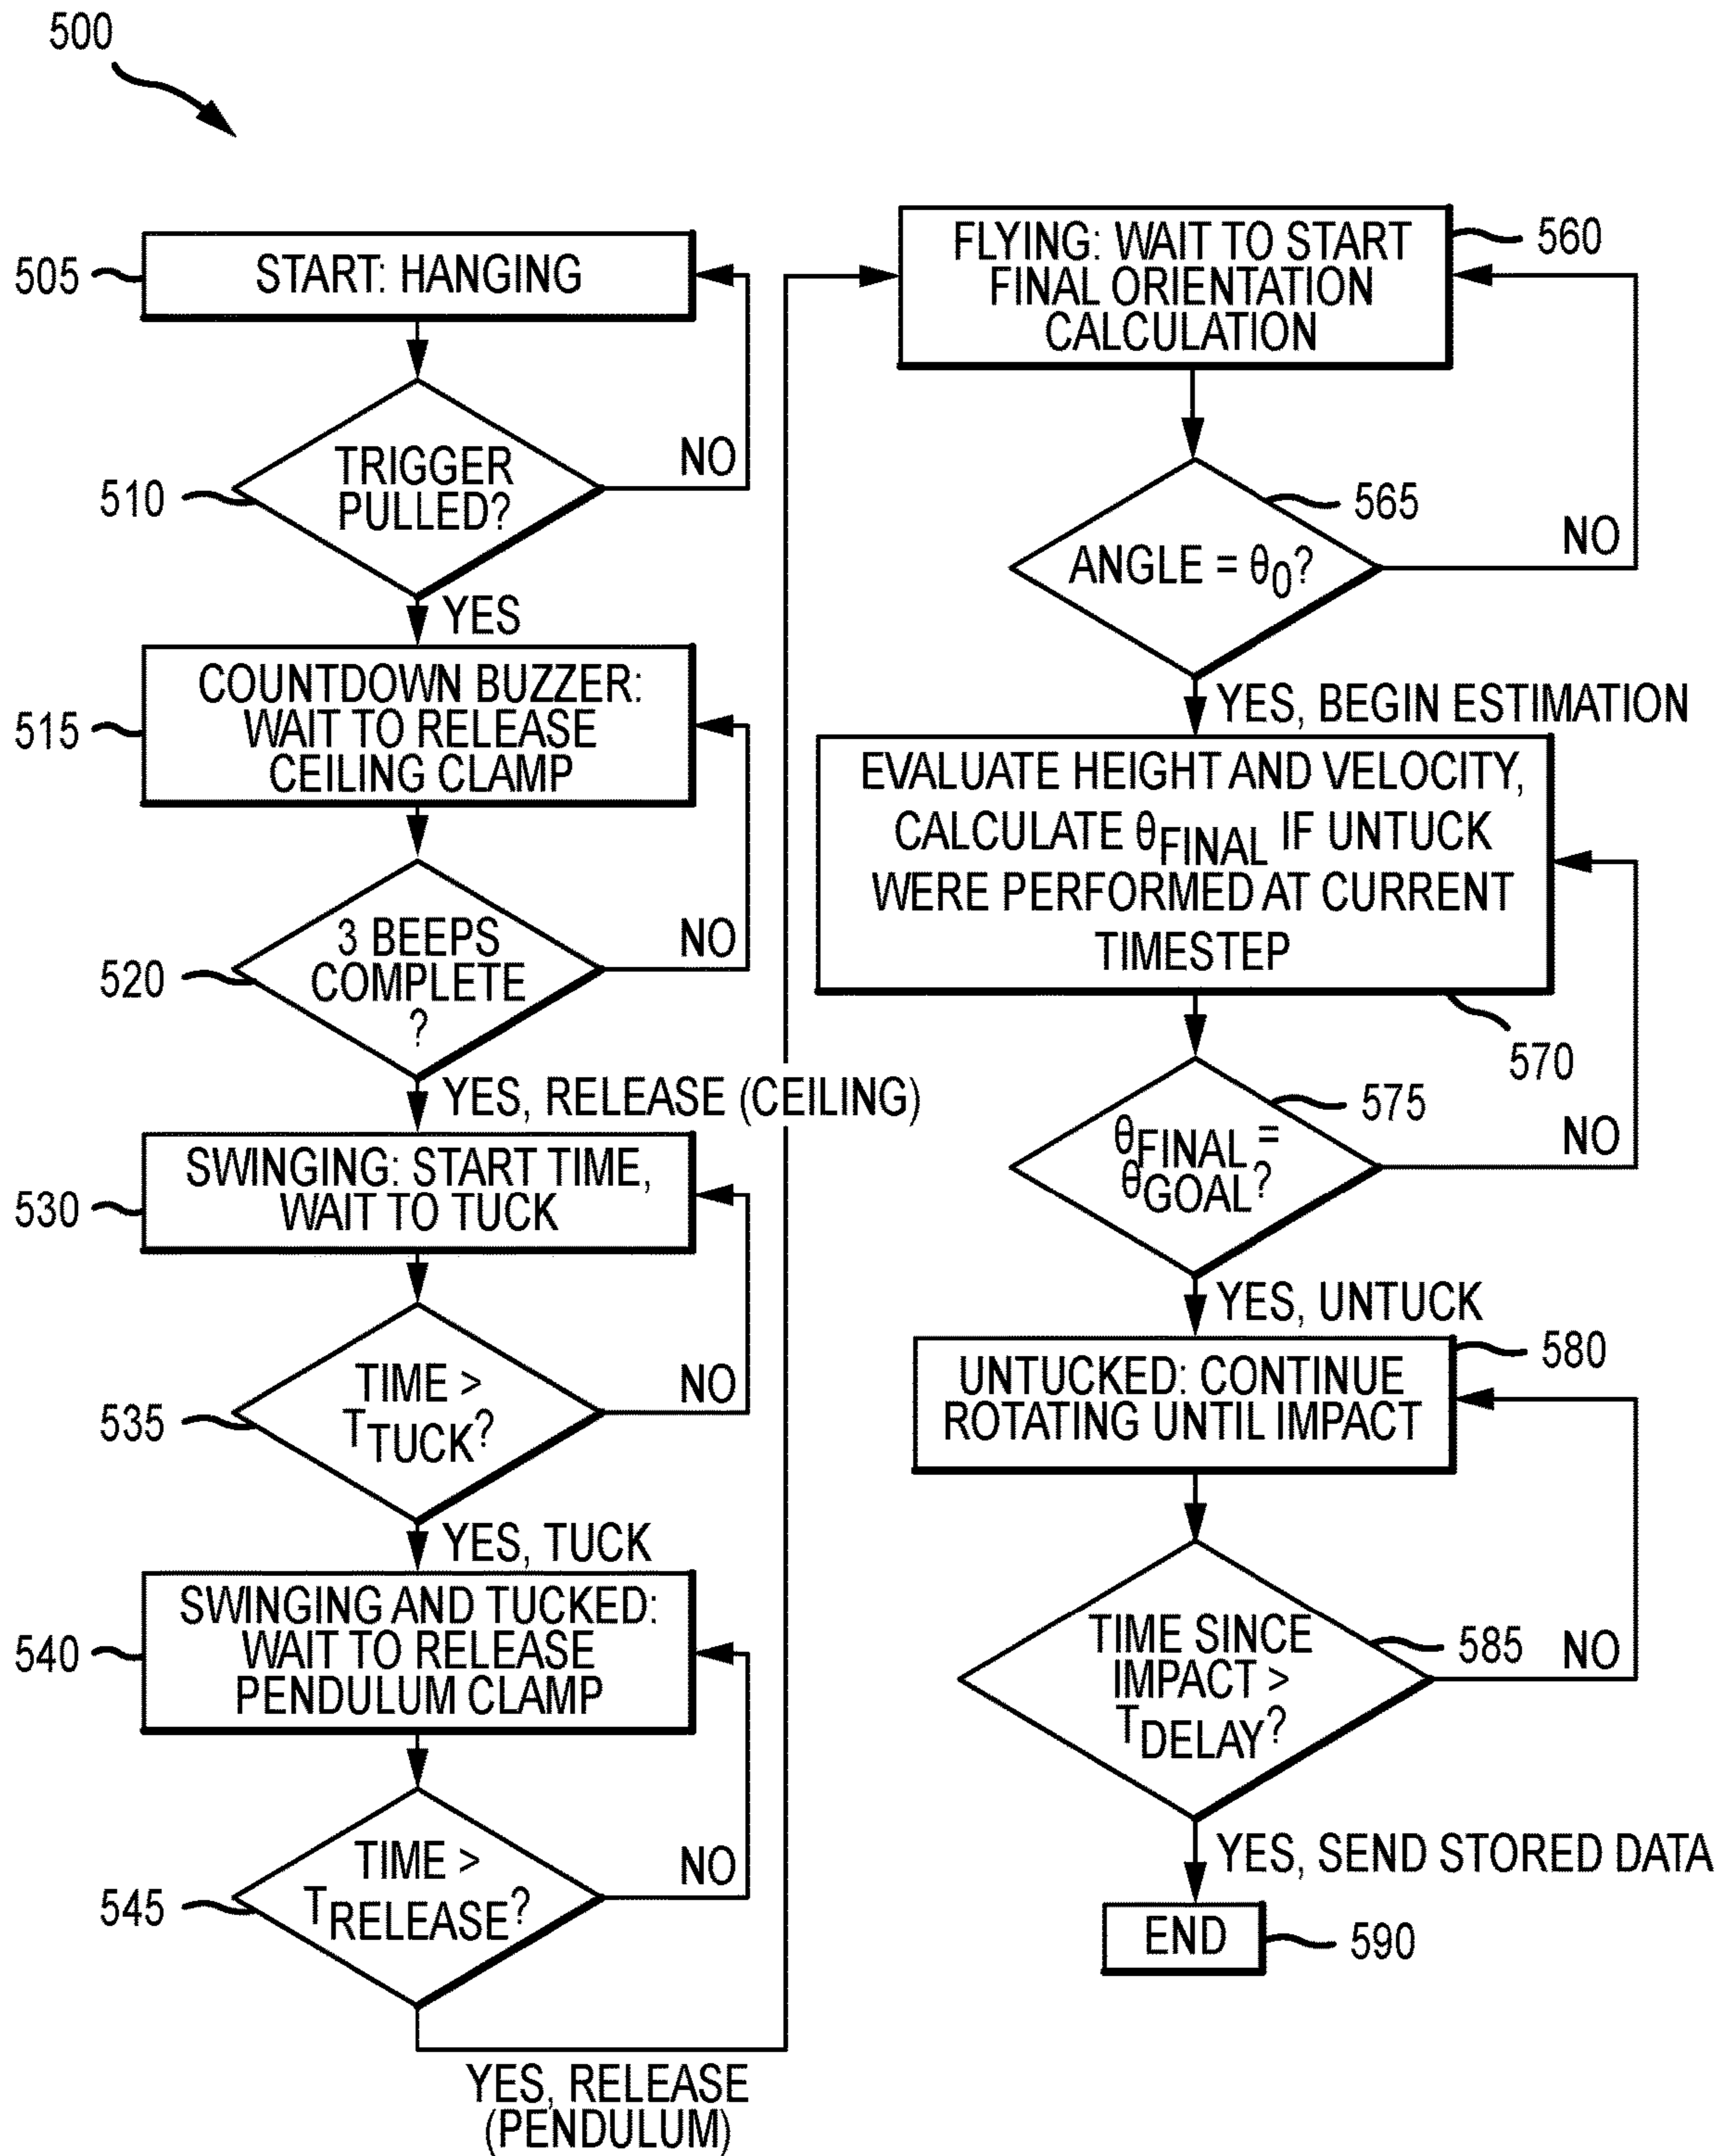 500
505
START: HANGING
510
TRIGGER
PULLED?
NO
YES
515
COUNTDOWN BUZZER:
WAIT TO RELEASE
CEILING CLAMP
520
3 BEEPS
COMPLETE
?
NO
YES, RELEASE (CEILING)
530
SWINGING: START TIME,
WAIT TO TUCK
535
TIME >
TTUCK?
NO
YES, TUCK
540
SWINGING AND TUCKED:
WAIT TO RELEASE
PENDULUM CLAMP
545
TIME >
TRELEASE?
NO
YES, RELEASE
(PENDULUM)
FLYING: WAIT TO START
FINAL ORIENTATION
CALCULATION
560
565
ANGLE = θ0?
NO
YES, BEGIN ESTIMATION
EVALUATE HEIGHT AND VELOCITY,
CALCULATE θFINAL IF UNTUCK
WERE PERFORMED AT CURRENT
TIMESTEP
570
575
θFINAL =
θGOAL?
NO
YES, UNTUCK
580
UNTUCKED: CONTINUE
ROTATING UNTIL IMPACT
585
TIME SINCE
IMPACT >
TDELAY?
NO
YES, SEND STORED DATA
END
590